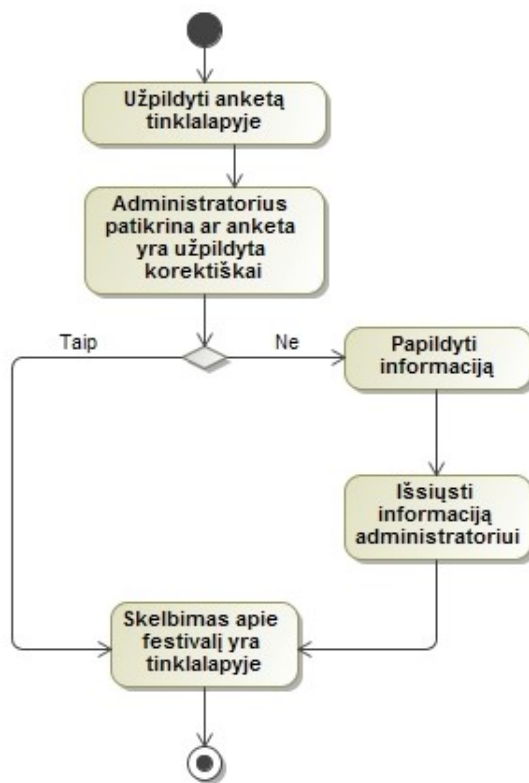 Užpildyti anketą
tinklalapyje
Administratorius
patikrina ar anketa
yra užpildyta
korektiškai
Taip
Ne
Papildyti
informaciją
Išsiųsti
informaciją
administratoriui
Skelbimas apie
festivalį yra
tinklalapyje